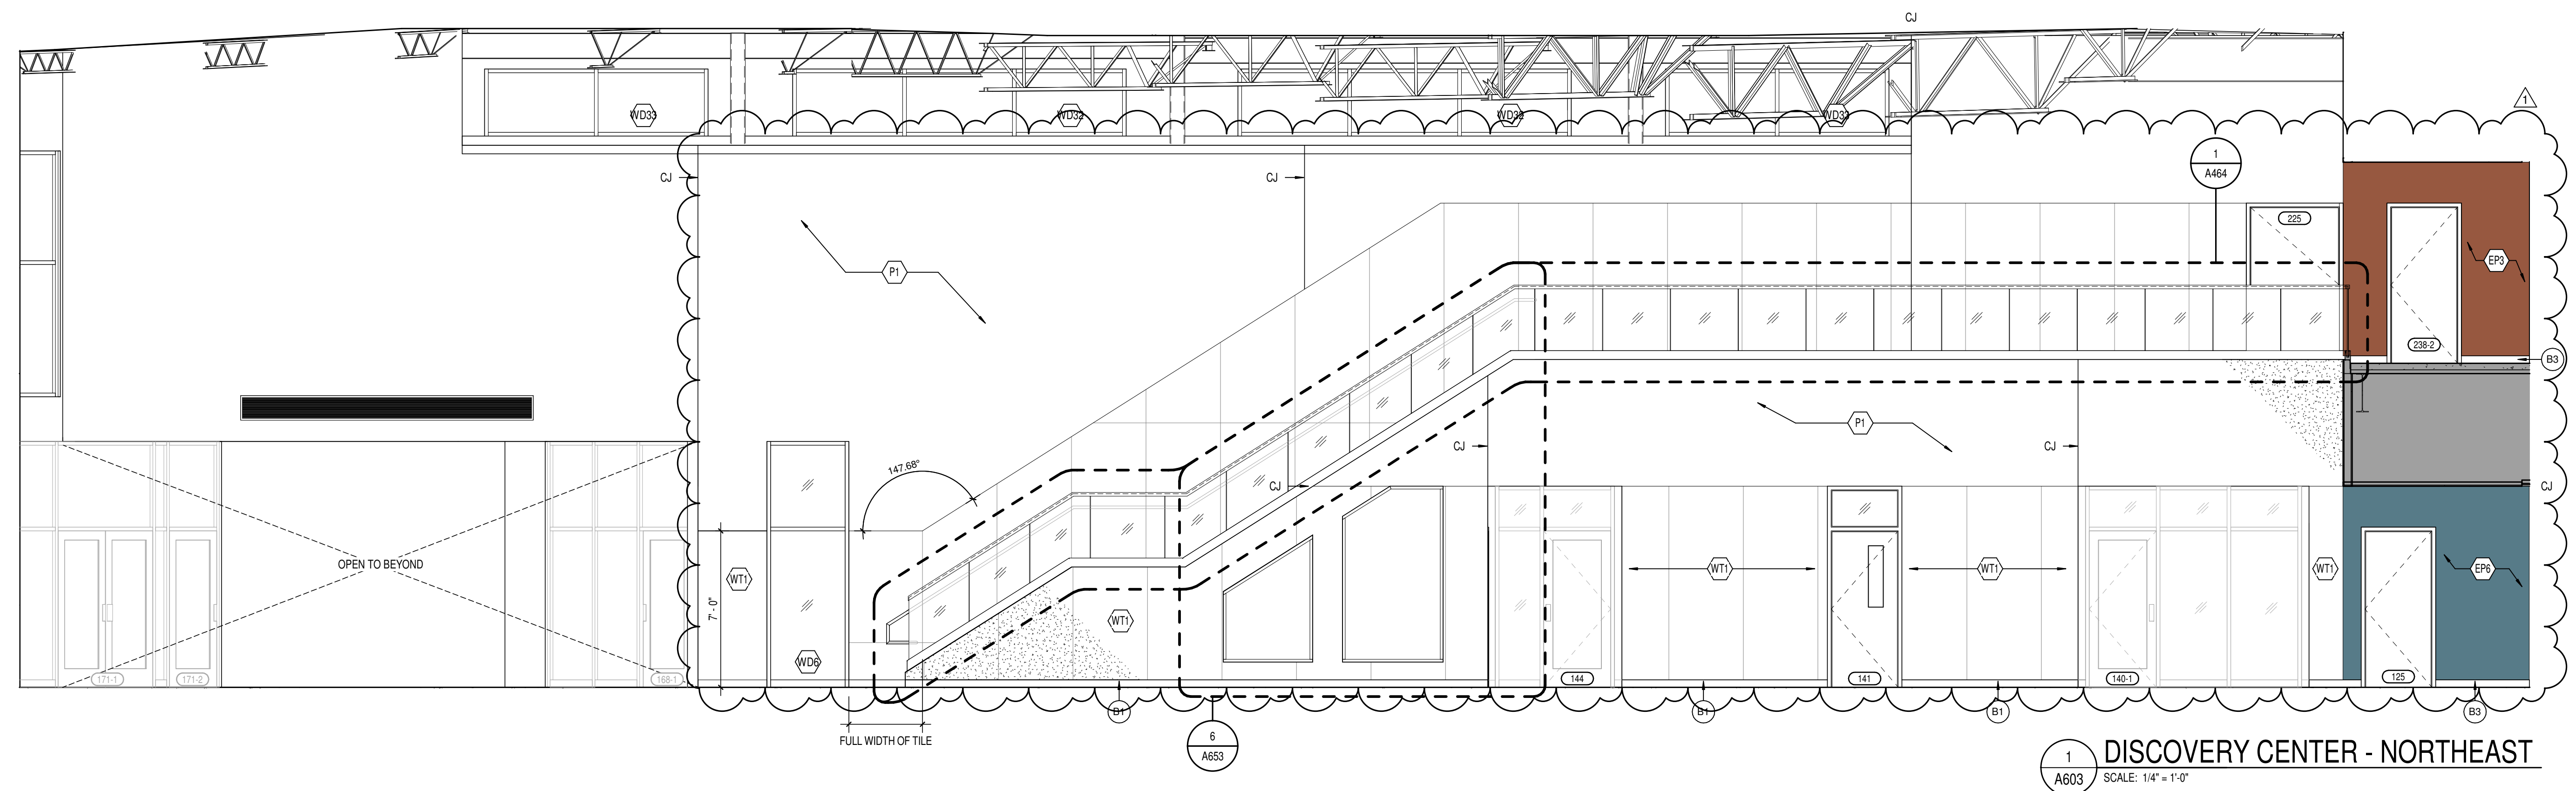 CJ
1
WD33
WD32
WD32
WD33
1
A464
CJ
CJ
225
P1
EP3
238-2
B3
P1
147.68°
CJ
CJ
CJ
CJ
OPEN TO BEYOND
WT1
7' - 0"
WT1
WT1
WT1
WT1
EP6
WD6
171-1
171-2
168-1
144
141
140-1
125
B1
B1
B1
B3
FULL WIDTH OF TILE
6
A653
1
A603
DISCOVERY CENTER - NORTHEAST
SCALE: 1/4" = 1'-0"